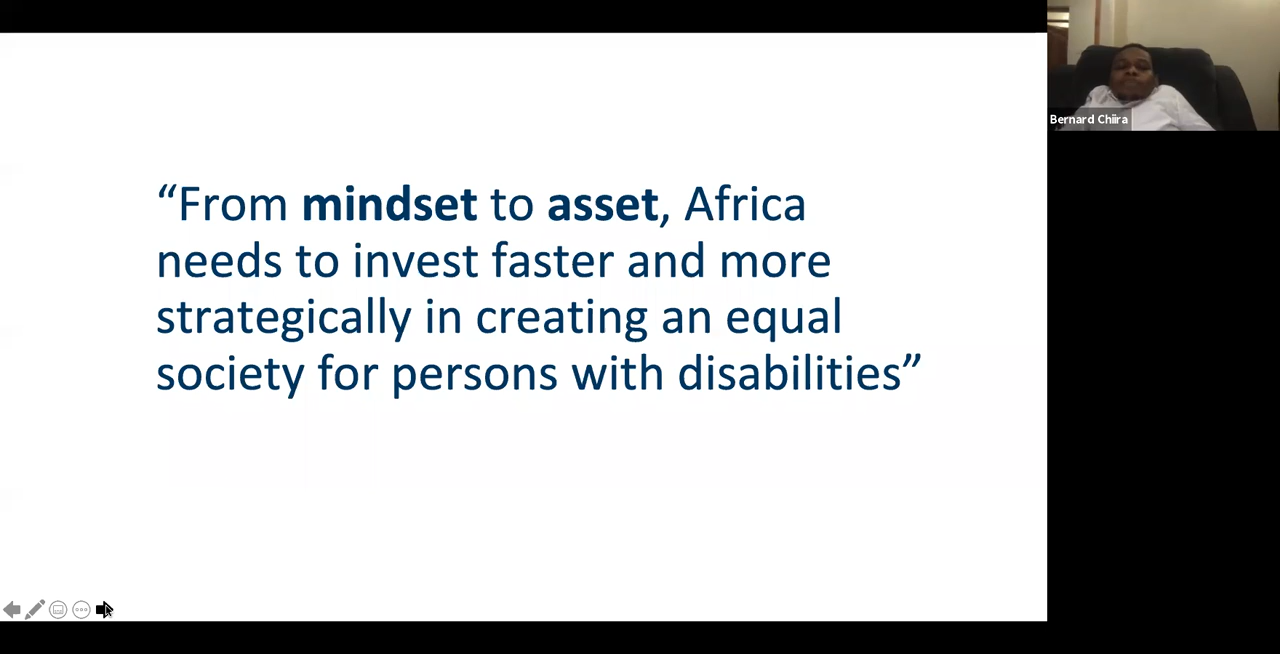 “From mindset to asset, Africa
needs to invest faster and more
strategically in creating an equal
society for persons with disabilities”
Bernard Chiira